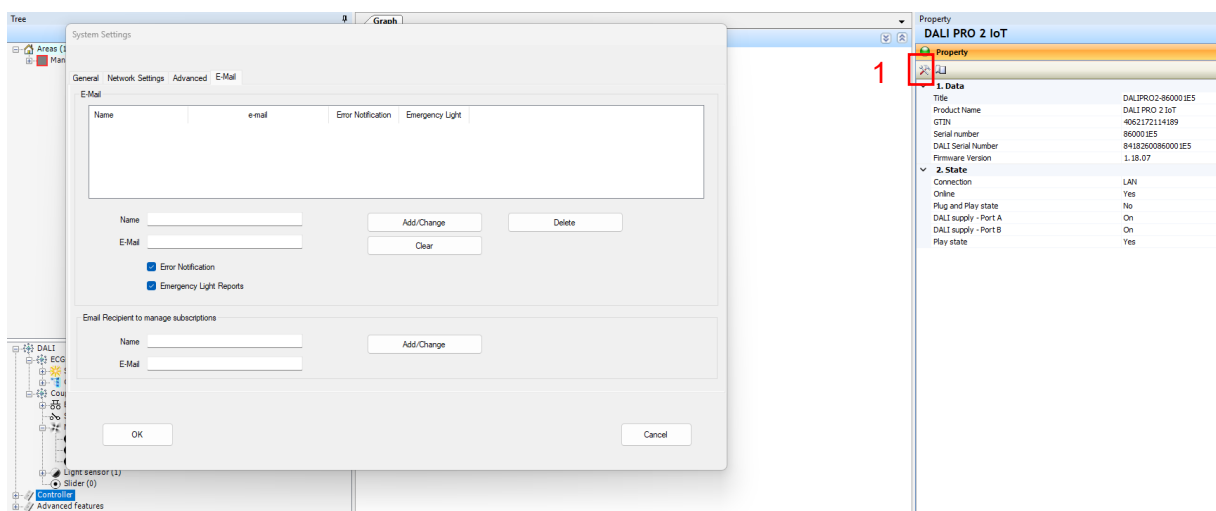 Tree
Graph
Property
System Settings
DALI PRO 2 IoT
Areas (1
Man
Property
1
General Network Settings Advanced E-Mail
E-Mail
Name e-mail Error Notification Emergency Light
1. Data
Title DALIPRO2-860001E5
Product Name DALI PRO 2 IoT
GTIN 4062172114189
Serial number 860001E5
DALI Serial Number 8418260086000 1E5
Firmware Version 1.18.07
2. State
Connection LAN
Online Yes
Plug and Play state No
DALI supply - Port A On
DALI supply - Port B On
Play state Yes
Name
Add/Change
Delete
E-Mail
Clear
Error Notification
Emergency Light Reports
Email Recipient to manage subscriptions
Name
Add/Change
E-Mail
OK
Cancel
DALI
ECG
Cou
Light sensor (1)
Slider (0)
Controller
Advanced features